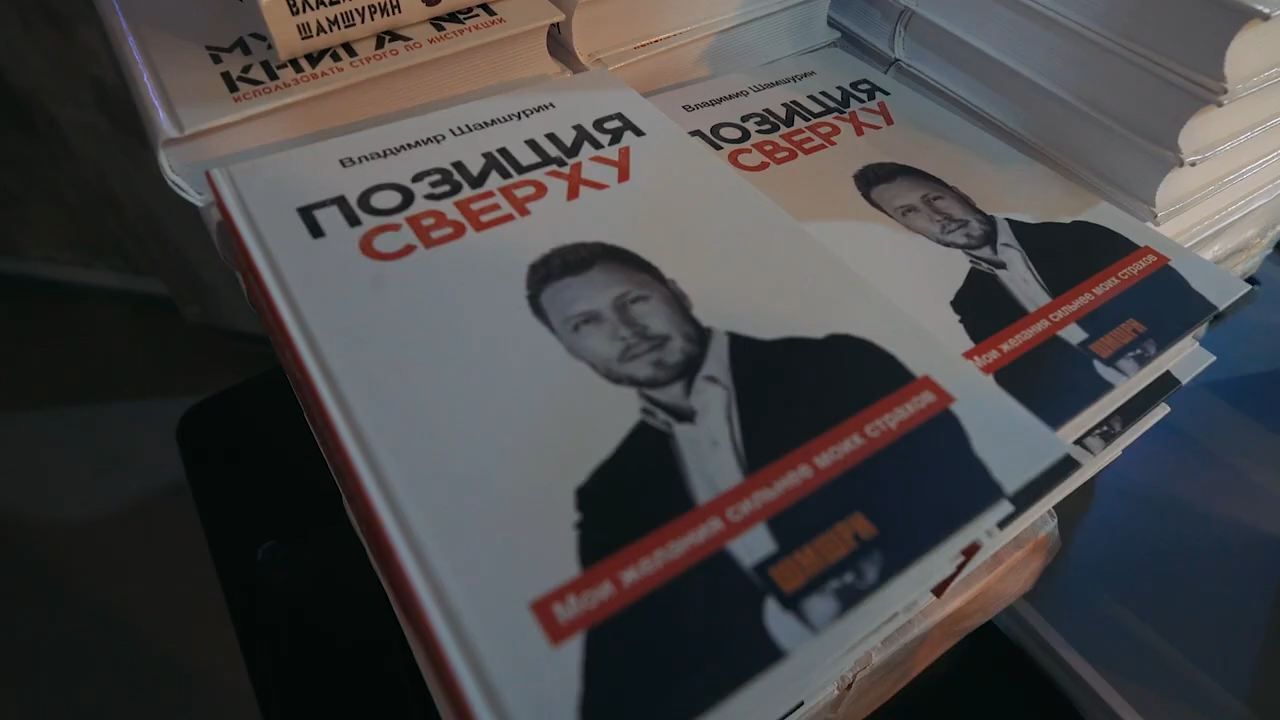 ШАМШУРИН
КНИГА №1
ИСПОЛЬЗОВАТЬ СТРОГО ПО ИНСТРУКЦИИ
Владимир Шамшурин
ПОЗИЦИЯ
СВЕРХУ
Мои желания сильнее моих страхов
Владимир Шамшурин
ПОЗИЦИЯ
СВЕРХУ
Мои желания сильнее моих страхов